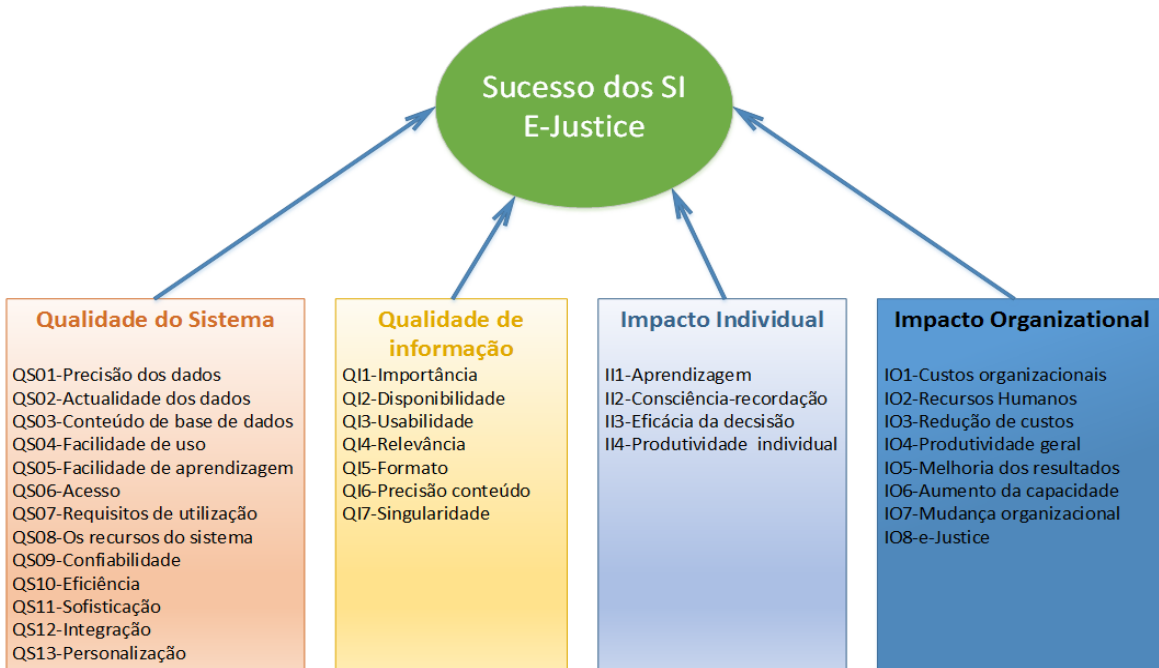 Sucesso dos SI
E-Justice
Qualidade do Sistema
QS01-Precisão dos dados
QS02-Actualidade dos dados
QS03-Conteúdo de base de dados
QS04-Facilidade de uso
QS05-Facilidade de aprendizagem
QS06-Acesso
QS07-Requisitos de utilização
QS08-Os recursos do sistema
QS09-Confiabilidade
QS10-Eficiência
QS11-Sofisticação
QS12-Integração
QS13-Personalização
Qualidade de
informação
QI1-Importância
QI2-Disponibilidade
QI3-Usabilidade
QI4-Relevância
QI5-Formato
QI6-Precisão conteúdo
QI7-Singularidade
Impacto Individual
II1-Aprendizagem
II2-Consciência-recordação
II3-Eficácia da decisão
II4-Produtividade individual
Impacto Organizational
IO1-Custos organizacionais
IO2-Recursos Humanos
IO3-Redução de custos
IO4-Produtividade geral
IO5-Melhoria dos resultados
IO6-Aumento da capacidade
IO7-Mudança organizacional
IO8-e-Justice